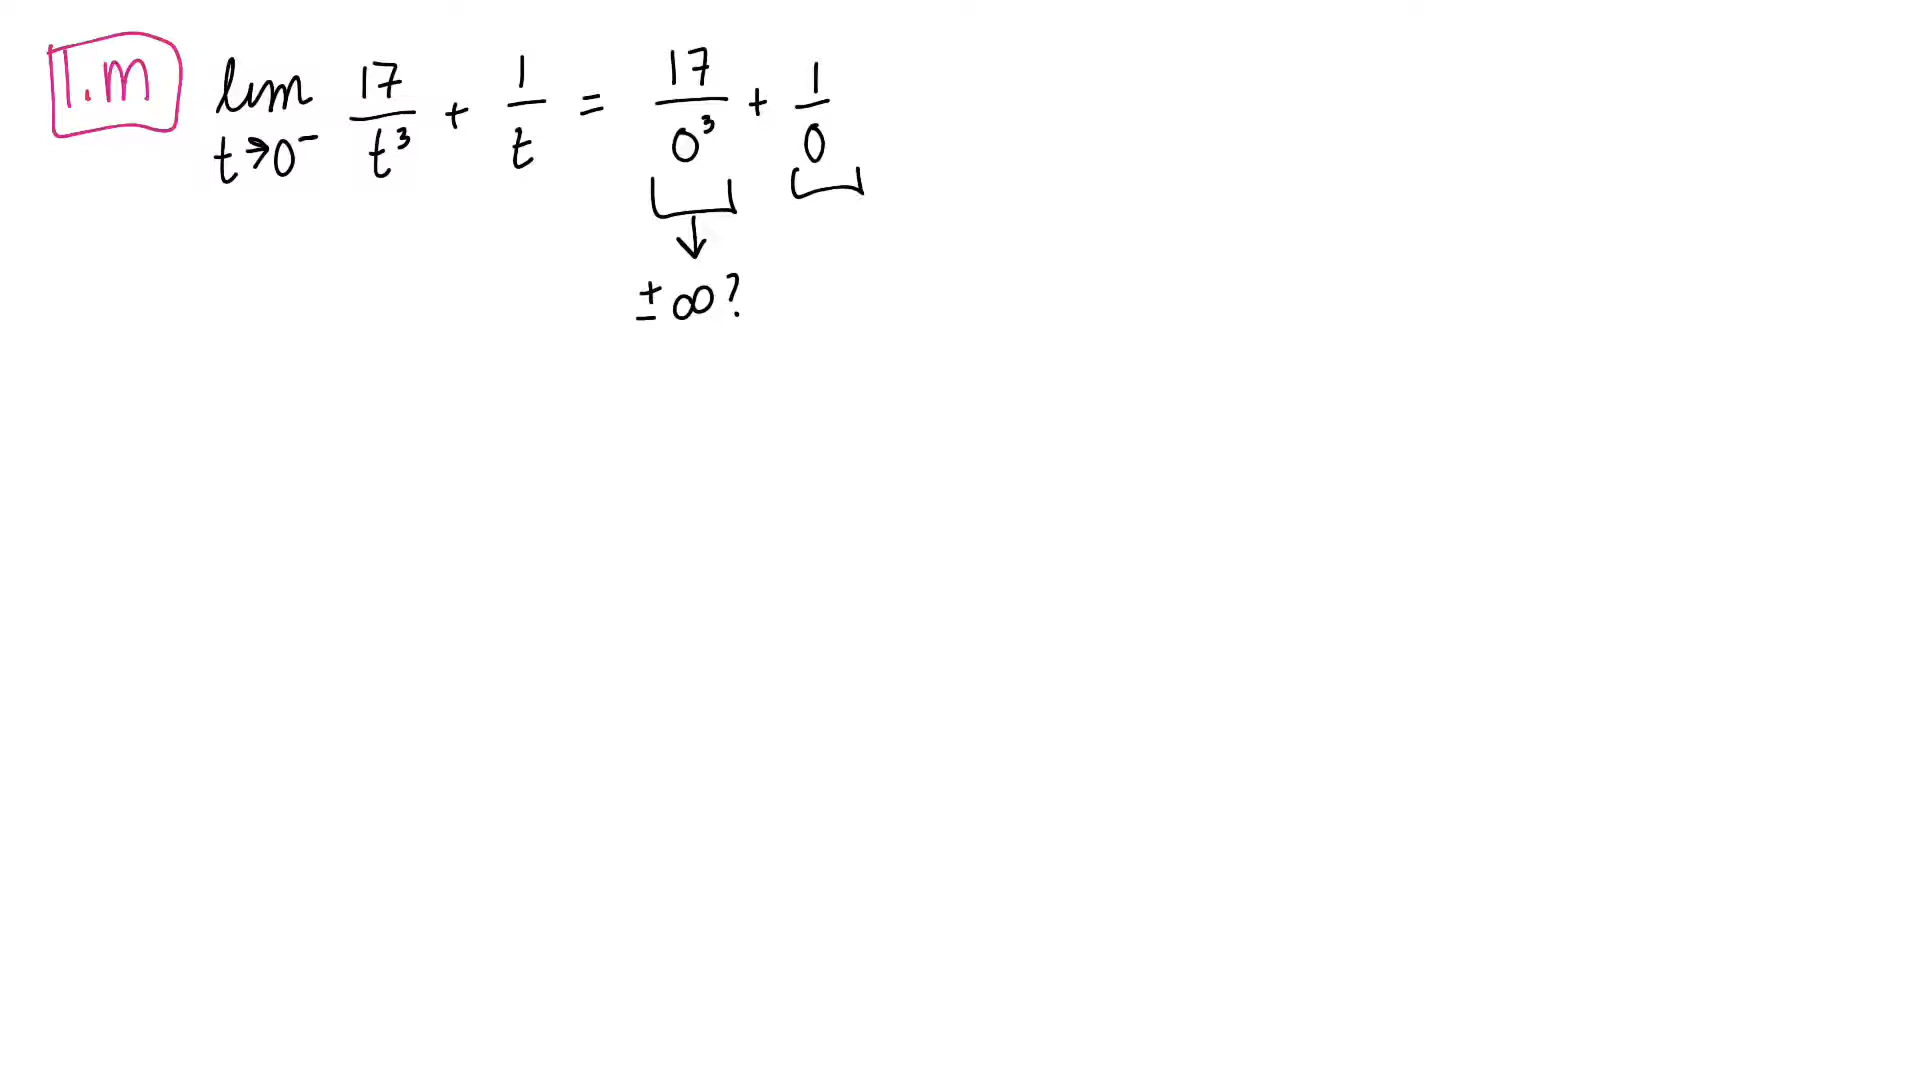 1.m lim t→0⁻ 17/t³ + 1/t = 17/0³ + 1/0
± ∞ ?